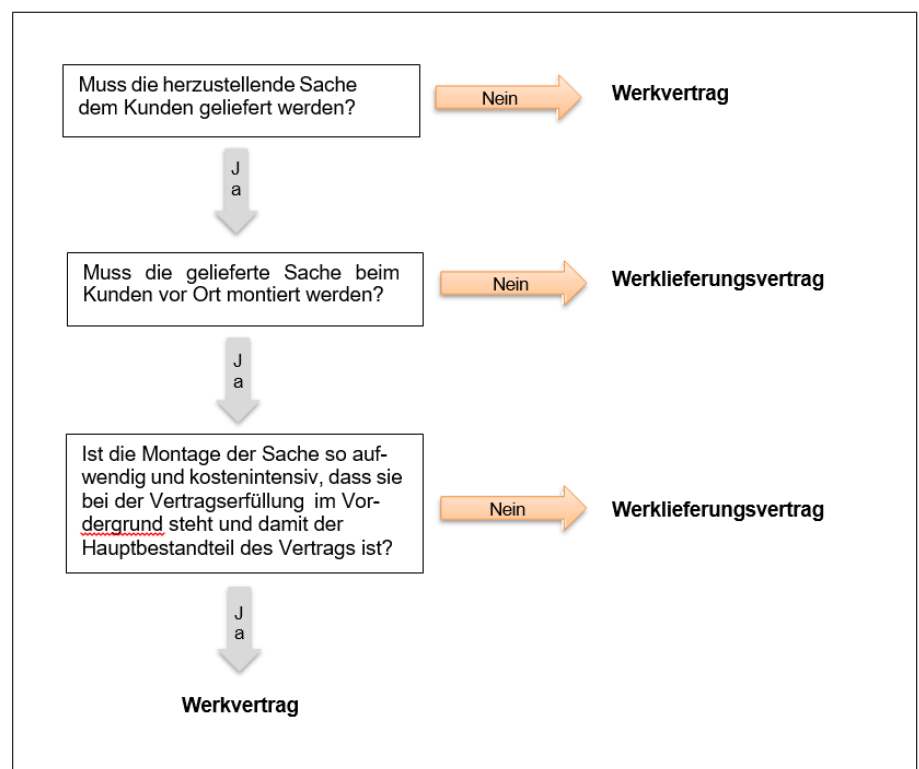 Muss die herzustellende Sache
dem Kunden geliefert werden?
Nein
Werkvertrag
J
a
Muss die gelieferte Sache beim
Kunden vor Ort montiert werden?
Nein
Werklieferungsvertrag
J
a
Ist die Montage der Sache so auf-
wendig und kostenintensiv, dass sie
bei der Vertragserfüllung im Vor-
dergrund steht und damit der
Hauptbestandteil des Vertrags ist?
Nein
Werklieferungsvertrag
J
a
Werkvertrag